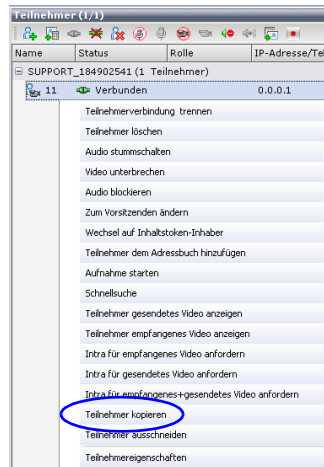 Teilnehmer (1/1)
Name Status Rolle IP-Adresse/Tel
SUPPORT_184902541 (1 Teilnehmer)
11 Verbunden 0.0.0.1
Teilnehmerverbindung trennen
Teilnehmer löschen
Audio stummschalten
Video unterbrechen
Audio blockieren
Zum Vorsitzenden ändern
Wechsel auf Inhaltstoken-Inhaber
Teilnehmer dem Adressbuch hinzufügen
Aufnahme starten
Schnellsuche
Teilnehmer gesendetes Video anzeigen
Teilnehmer empfangenes Video anzeigen
Intra für empfangenes Video anfordern
Intra für gesendetes Video anfordern
Intra für empfangenes+gesendetes Video anfordern
Teilnehmer kopieren
Teilnehmer ausschneiden
Teilnehmereigenschaften